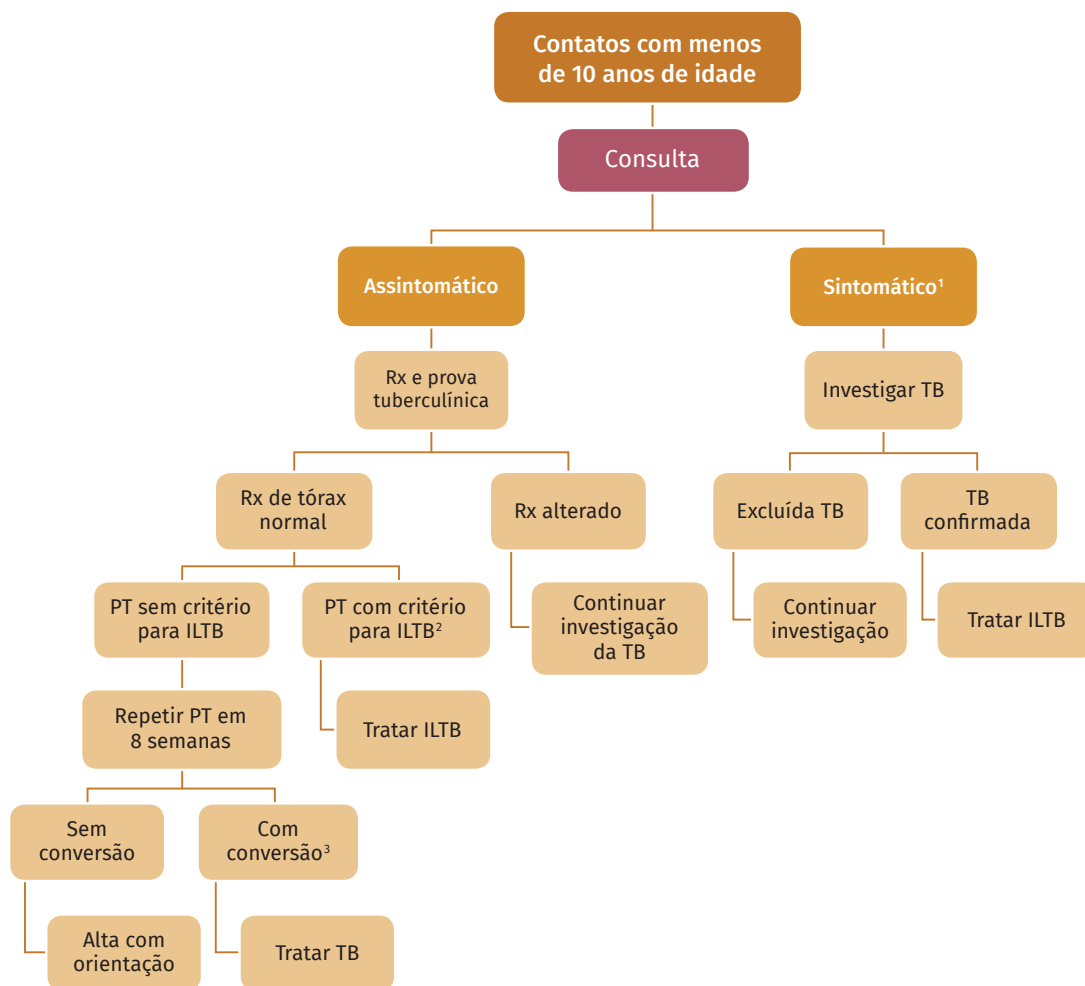 Contatos com menos
de 10 anos de idade
Consulta
Assintomático
Sintomático¹
Rx e prova
tuberculínica
Investigar TB
Rx de tórax
normal
Rx alterado
Excluída TB
TB
confirmada
PT sem critério
para ILTB
PT com critério
para ILTB²
Continuar
investigação
da TB
Continuar
investigação
Tratar ILTB
Repetir PT em
8 semanas
Tratar ILTB
Sem
conversão
Com
conversão³
Alta com
orientação
Tratar TB